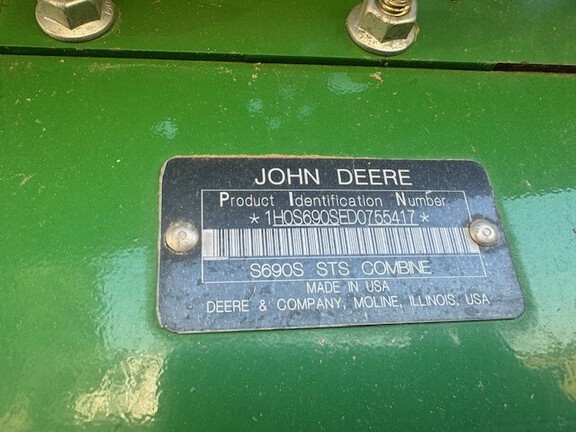 JOHN DEERE
Product Identification Number
*1H0S690SED0755417*
S690S STS COMBINE
MADE IN USA
DEERE & COMPANY, MOLINE, ILLINOIS, USA